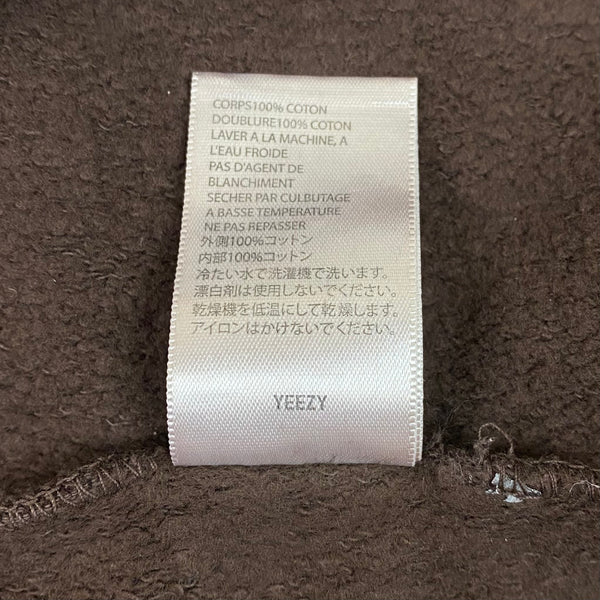 CORPS100% COTON
DOUBLURE100% COTON
LAVER A LA MACHINE, A
L'EAU FROIDE
PAS D'AGENT DE
BLANCHIMENT
SECHER PAR CULBUTAGE
A BASSE TEMPERATURE
NE PAS REPASSER
外側100%コットン
内部100%コットン
冷たい水で洗濯機で洗います。
漂白剤は使用しないでください。
乾燥機を低温にして乾燥します。
アイロンはかけないでください。
YEEZY